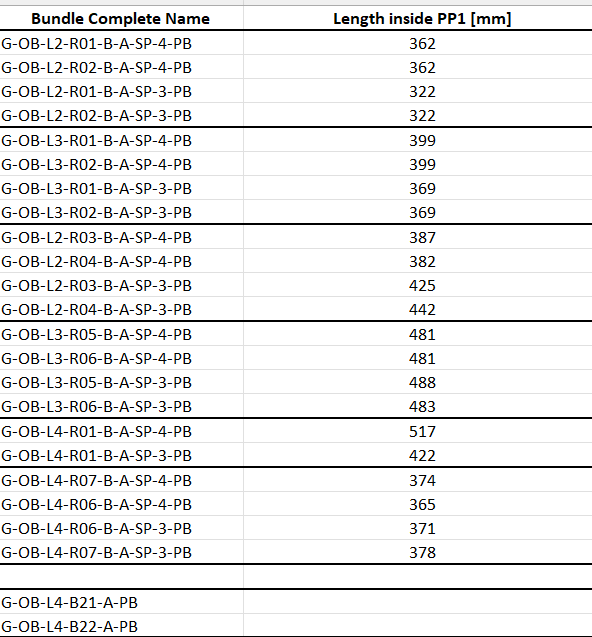 Bundle Complete Name Length inside PP1 [mm]
G-OB-L2-R01-B-A-SP-4-PB 362
G-OB-L2-R02-B-A-SP-4-PB 362
G-OB-L2-R01-B-A-SP-3-PB 322
G-OB-L2-R02-B-A-SP-3-PB 322
G-OB-L3-R01-B-A-SP-4-PB 399
G-OB-L3-R02-B-A-SP-4-PB 399
G-OB-L3-R01-B-A-SP-3-PB 369
G-OB-L3-R02-B-A-SP-3-PB 369
G-OB-L2-R03-B-A-SP-4-PB 387
G-OB-L2-R04-B-A-SP-4-PB 382
G-OB-L2-R03-B-A-SP-3-PB 425
G-OB-L2-R04-B-A-SP-3-PB 442
G-OB-L3-R05-B-A-SP-4-PB 481
G-OB-L3-R06-B-A-SP-4-PB 481
G-OB-L3-R05-B-A-SP-3-PB 488
G-OB-L3-R06-B-A-SP-3-PB 483
G-OB-L4-R01-B-A-SP-4-PB 517
G-OB-L4-R01-B-A-SP-3-PB 422
G-OB-L4-R07-B-A-SP-4-PB 374
G-OB-L4-R06-B-A-SP-4-PB 365
G-OB-L4-R06-B-A-SP-3-PB 371
G-OB-L4-R07-B-A-SP-3-PB 378
G-OB-L4-B21-A-PB
G-OB-L4-B22-A-PB